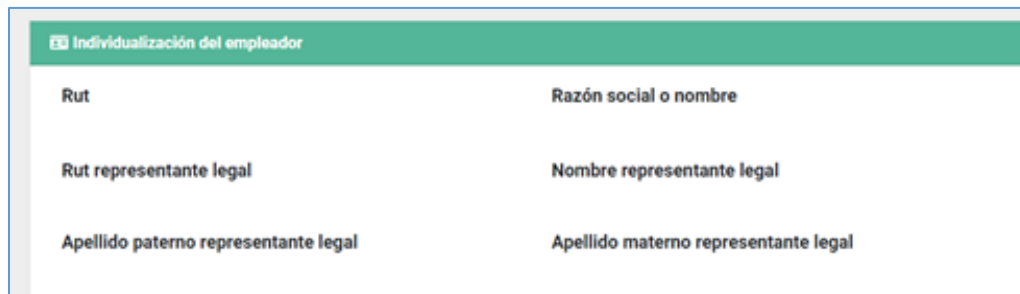 Individualización del empleador
Rut
Razón social o nombre
Rut representante legal
Nombre representante legal
Apellido paterno representante legal
Apellido materno representante legal